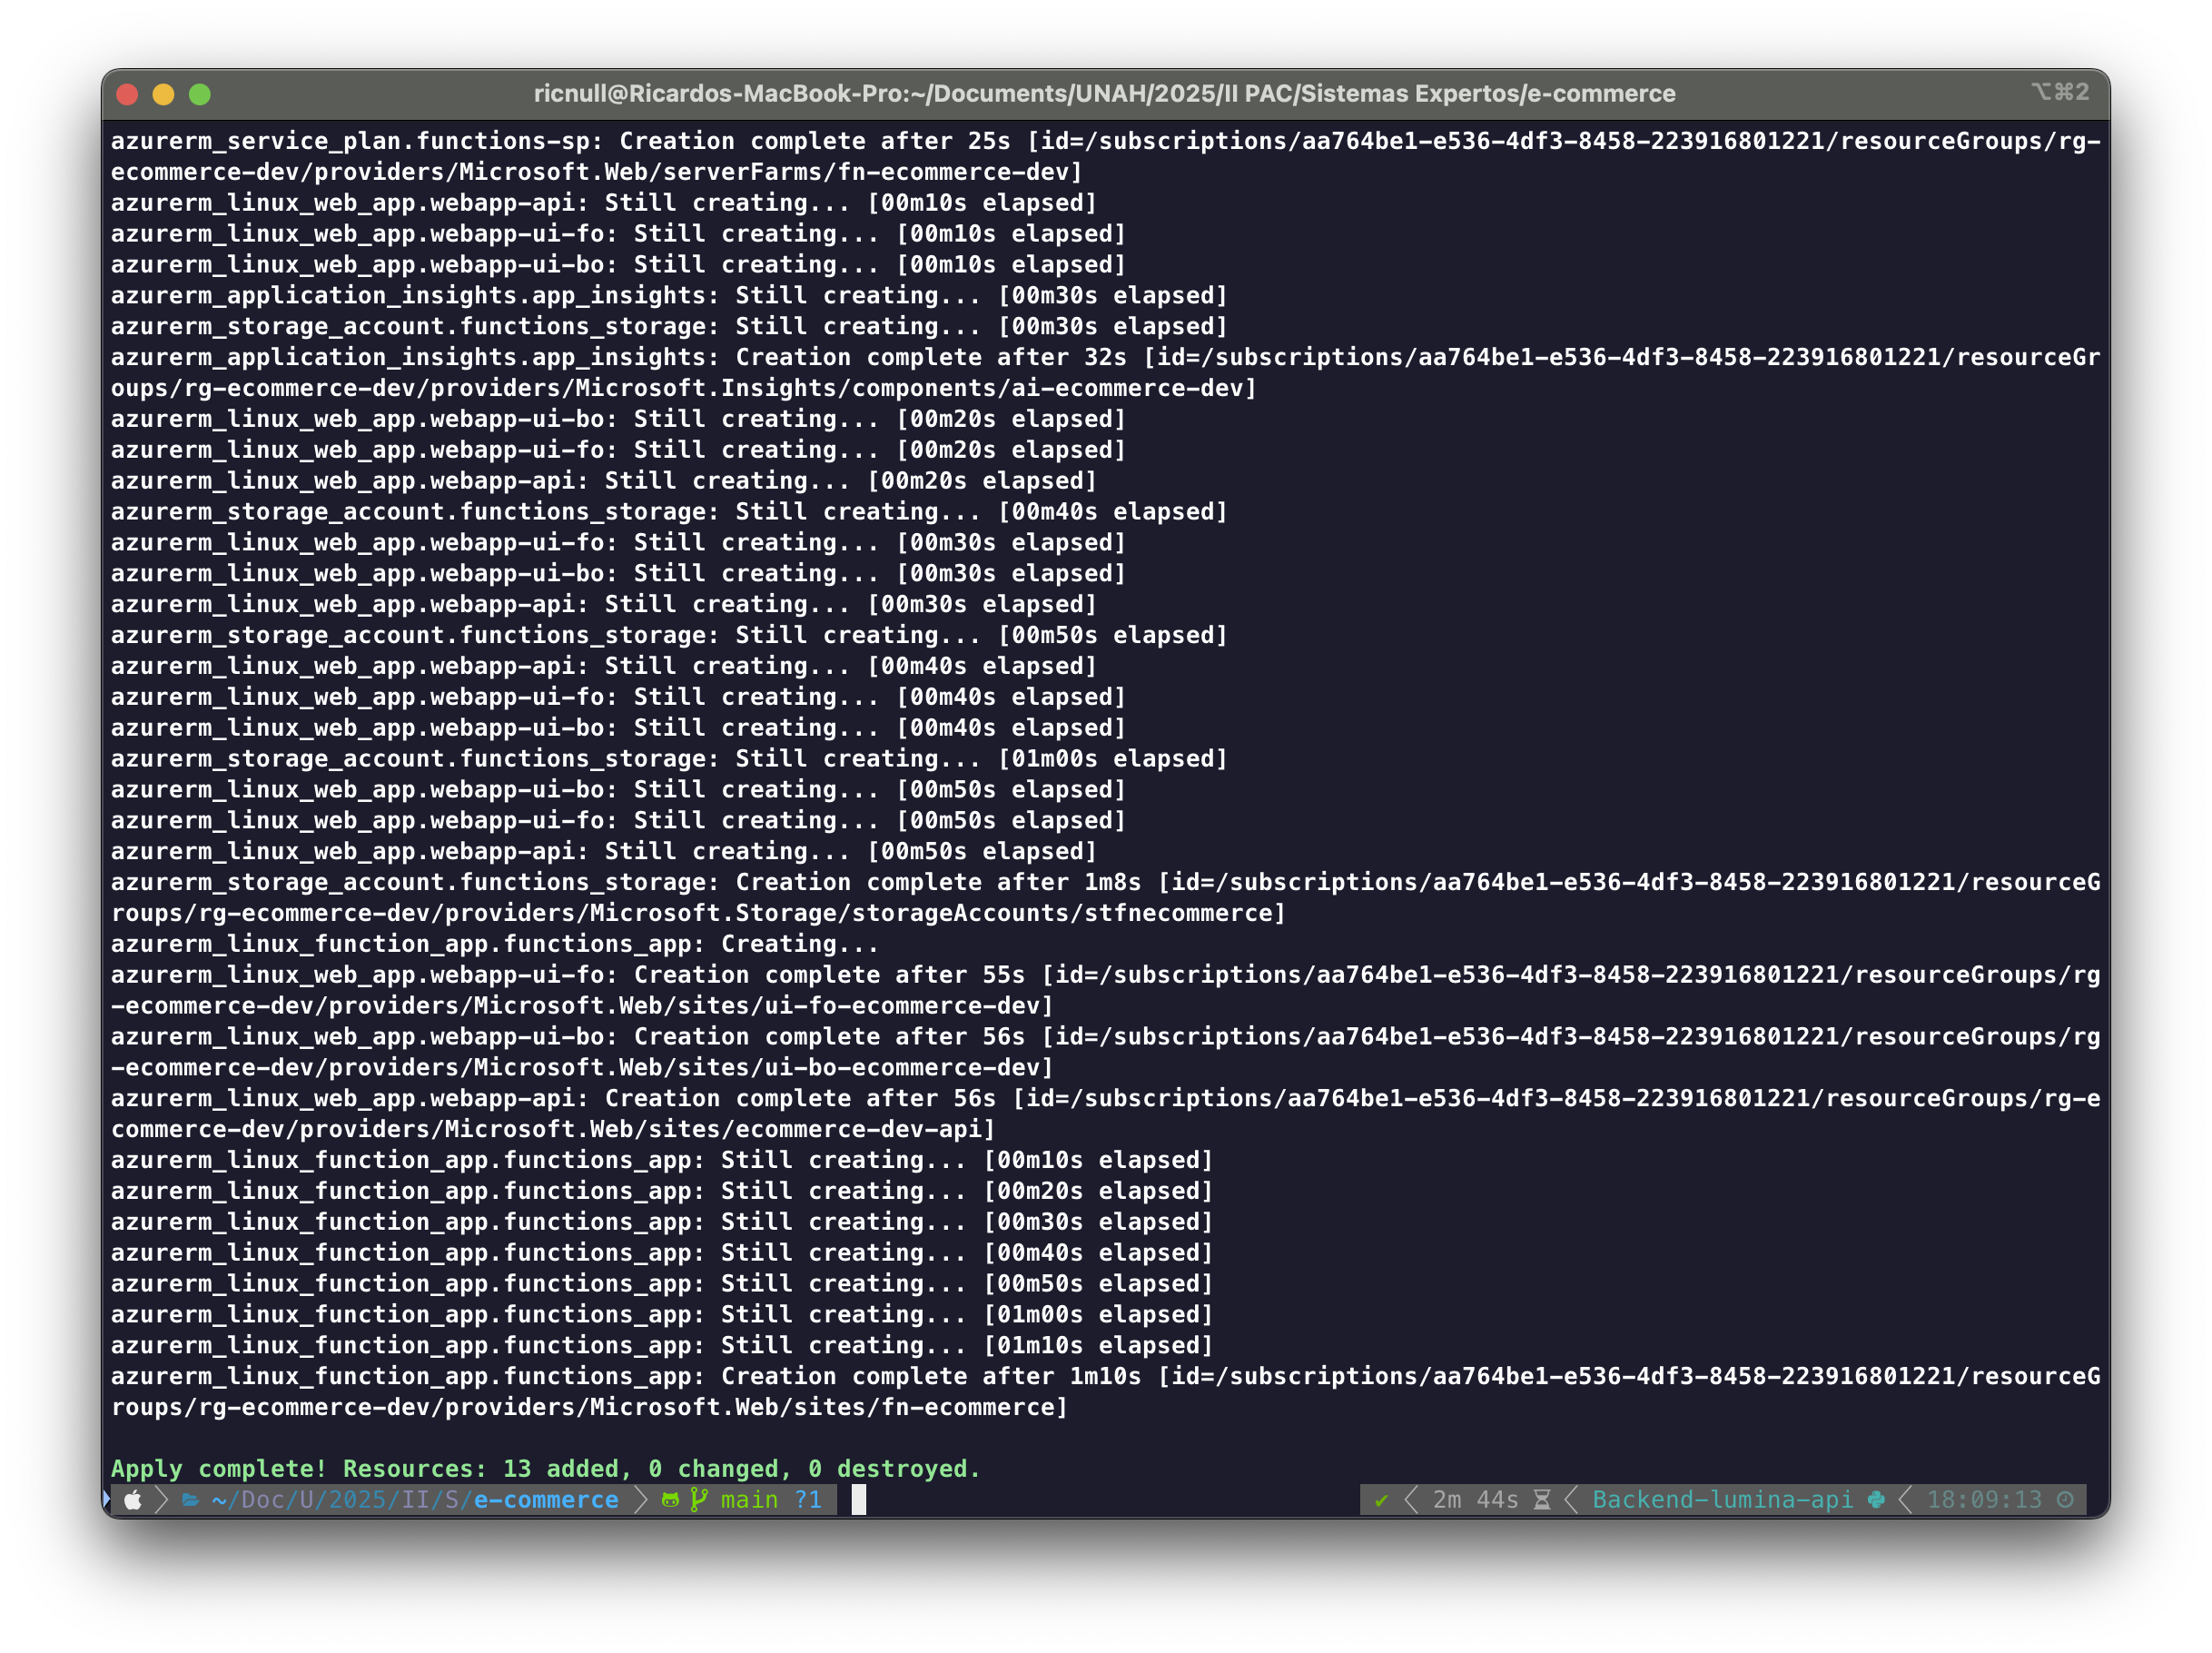 ricnull@Ricardos-MacBook-Pro:~/Documents/UNAH/2025/II PAC/Sistemas Expertos/e-commerce
⌥⌘2
azurerm_service_plan.functions-sp: Creation complete after 25s [id=/subscriptions/aa764be1-e536-4df3-8458-223916801221/resourceGroups/rg-
ecommerce-dev/providers/Microsoft.Web/serverFarms/fn-ecommerce-dev]
azurerm_linux_web_app.webapp-api: Still creating... [00m10s elapsed]
azurerm_linux_web_app.webapp-ui-fo: Still creating... [00m10s elapsed]
azurerm_linux_web_app.webapp-ui-bo: Still creating... [00m10s elapsed]
azurerm_application_insights.app_insights: Still creating... [00m30s elapsed]
azurerm_storage_account.functions_storage: Still creating... [00m30s elapsed]
azurerm_application_insights.app_insights: Creation complete after 32s [id=/subscriptions/aa764be1-e536-4df3-8458-223916801221/resourceGr
oups/rg-ecommerce-dev/providers/Microsoft.Insights/components/ai-ecommerce-dev]
azurerm_linux_web_app.webapp-ui-bo: Still creating... [00m20s elapsed]
azurerm_linux_web_app.webapp-ui-fo: Still creating... [00m20s elapsed]
azurerm_linux_web_app.webapp-api: Still creating... [00m20s elapsed]
azurerm_storage_account.functions_storage: Still creating... [00m40s elapsed]
azurerm_linux_web_app.webapp-ui-fo: Still creating... [00m30s elapsed]
azurerm_linux_web_app.webapp-ui-bo: Still creating... [00m30s elapsed]
azurerm_linux_web_app.webapp-api: Still creating... [00m30s elapsed]
azurerm_storage_account.functions_storage: Still creating... [00m50s elapsed]
azurerm_linux_web_app.webapp-api: Still creating... [00m40s elapsed]
azurerm_linux_web_app.webapp-ui-fo: Still creating... [00m40s elapsed]
azurerm_linux_web_app.webapp-ui-bo: Still creating... [00m40s elapsed]
azurerm_storage_account.functions_storage: Still creating... [01m00s elapsed]
azurerm_linux_web_app.webapp-ui-bo: Still creating... [00m50s elapsed]
azurerm_linux_web_app.webapp-ui-fo: Still creating... [00m50s elapsed]
azurerm_linux_web_app.webapp-api: Still creating... [00m50s elapsed]
azurerm_storage_account.functions_storage: Creation complete after 1m8s [id=/subscriptions/aa764be1-e536-4df3-8458-223916801221/resourceG
roups/rg-ecommerce-dev/providers/Microsoft.Storage/storageAccounts/stfnecommerce]
azurerm_linux_function_app.functions_app: Creating...
azurerm_linux_web_app.webapp-ui-fo: Creation complete after 55s [id=/subscriptions/aa764be1-e536-4df3-8458-223916801221/resourceGroups/rg
-ecommerce-dev/providers/Microsoft.Web/sites/ui-fo-ecommerce-dev]
azurerm_linux_web_app.webapp-ui-bo: Creation complete after 56s [id=/subscriptions/aa764be1-e536-4df3-8458-223916801221/resourceGroups/rg
-ecommerce-dev/providers/Microsoft.Web/sites/ui-bo-ecommerce-dev]
azurerm_linux_web_app.webapp-api: Creation complete after 56s [id=/subscriptions/aa764be1-e536-4df3-8458-223916801221/resourceGroups/rg-e
commerce-dev/providers/Microsoft.Web/sites/ecommerce-dev-api]
azurerm_linux_function_app.functions_app: Still creating... [00m10s elapsed]
azurerm_linux_function_app.functions_app: Still creating... [00m20s elapsed]
azurerm_linux_function_app.functions_app: Still creating... [00m30s elapsed]
azurerm_linux_function_app.functions_app: Still creating... [00m40s elapsed]
azurerm_linux_function_app.functions_app: Still creating... [00m50s elapsed]
azurerm_linux_function_app.functions_app: Still creating... [01m00s elapsed]
azurerm_linux_function_app.functions_app: Still creating... [01m10s elapsed]
azurerm_linux_function_app.functions_app: Creation complete after 1m10s [id=/subscriptions/aa764be1-e536-4df3-8458-223916801221/resourceG
roups/rg-ecommerce-dev/providers/Microsoft.Web/sites/fn-ecommerce]
Apply complete! Resources: 13 added, 0 changed, 0 destroyed.
~/Doc/U/2025/II/S/e-commerce main ?1 ✔ 2m 44s Backend-lumina-api 18:09:13